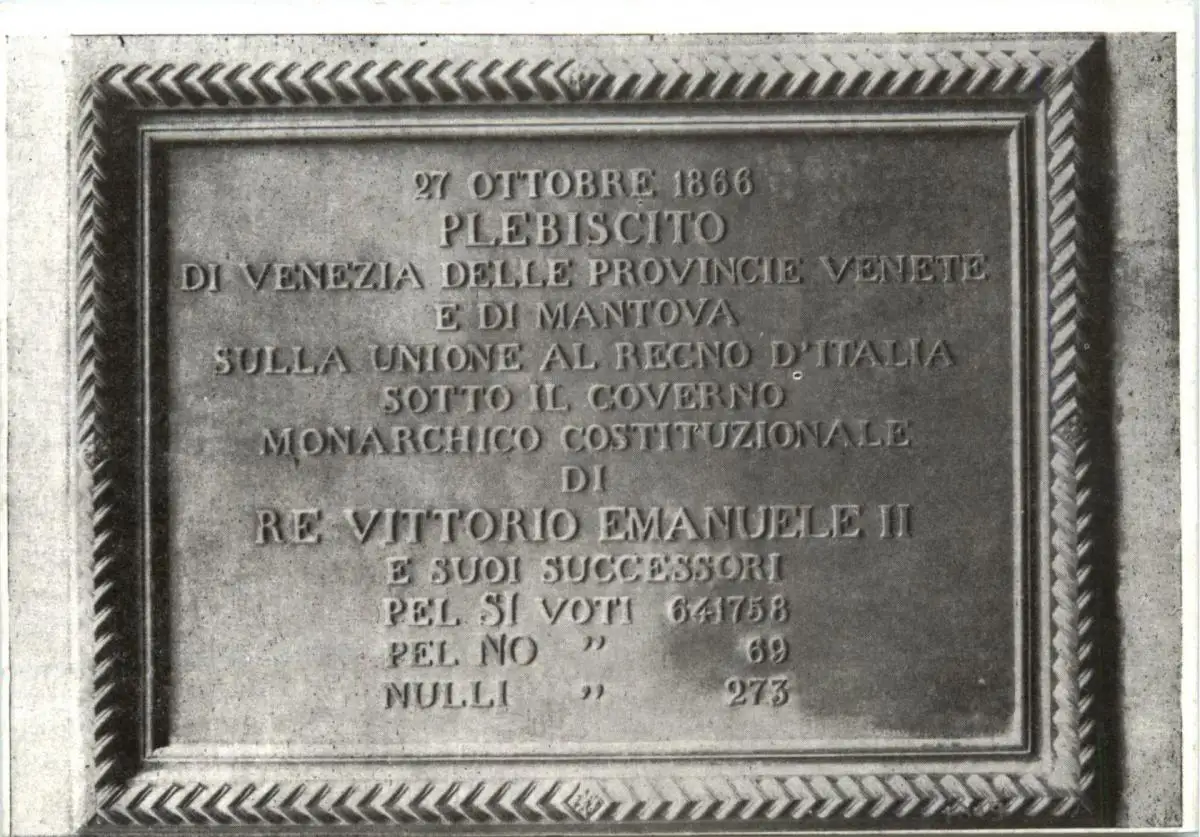 27 OTTOBRE 1866
PLEBISCITO
DI VENEZIA DELLE PROVINCIE VENETE
E DI MANTOVA
SULLA UNIONE AL REGNO D'ITALIA
SOTTO IL GOVERNO
MONARCHICO COSTITUZIONALE
DI
RE VITTORIO EMANUELE II
E SUOI SUCCESSORI
PEL SI VOTI 641758
PEL NO " 69
NULLI " 273